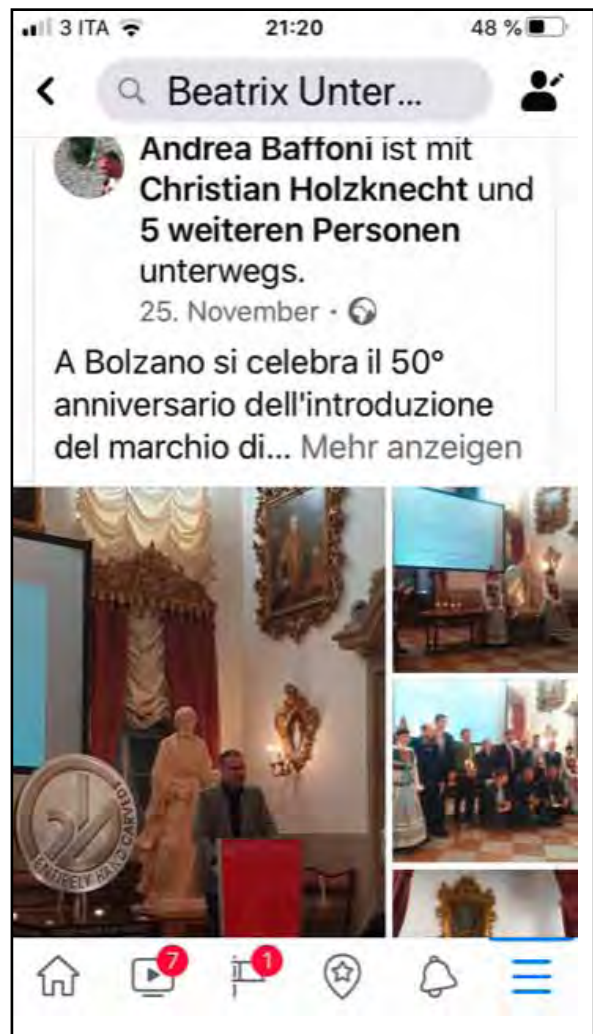 3 ITA 21:20 48 %
Beatrix Unter...
Andrea Baffoni ist mit
Christian Holzknecht und
5 weiteren Personen
unterwegs.
25. November ·
A Bolzano si celebra il 50°
anniversario dell'introduzione
del marchio di... Mehr anzeigen
ENTIRELY HAND CARVED
7 1